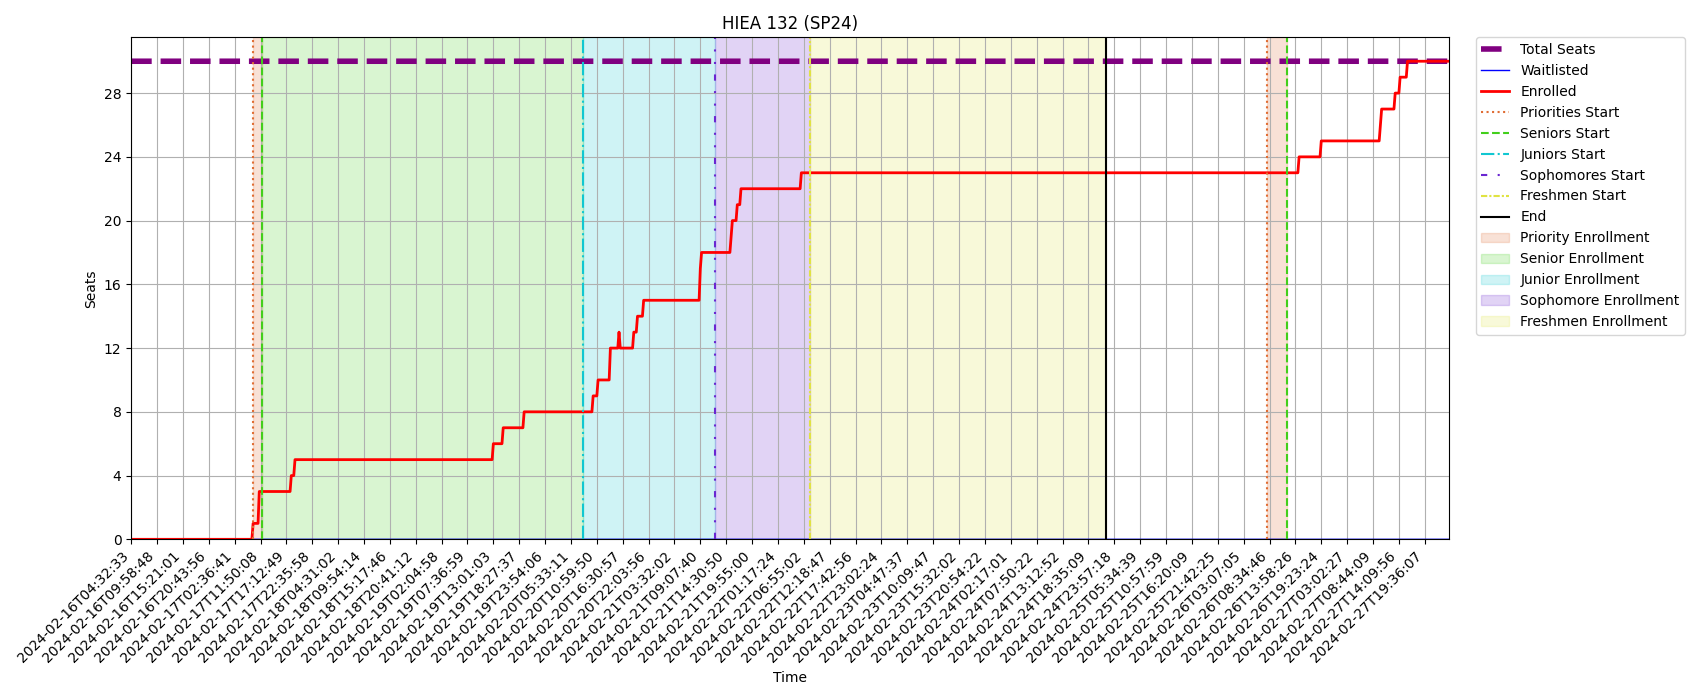 HIEA 132 (SP24)
Total Seats
Waitlisted
Enrolled
Priorities Start
Seniors Start
Juniors Start
Sophomores Start
Freshmen Start
End
Priority Enrollment
Senior Enrollment
Junior Enrollment
Sophomore Enrollment
Freshmen Enrollment
Seats
28
24
20
16
12
8
4
0
2024-02-16T04:32:33
2024-02-16T09:58:48
2024-02-16T15:21:01
2024-02-16T20:43:56
2024-02-17T02:36:41
2024-02-17T11:50:08
2024-02-17T17:12:49
2024-02-17T22:35:58
2024-02-18T04:31:02
2024-02-18T09:54:14
2024-02-18T15:17:46
2024-02-18T20:41:12
2024-02-19T02:04:58
2024-02-19T07:36:59
2024-02-19T13:01:03
2024-02-19T18:27:37
2024-02-19T23:54:06
2024-02-20T05:33:11
2024-02-20T10:59:50
2024-02-20T16:30:57
2024-02-20T22:03:56
2024-02-21T03:32:02
2024-02-21T09:07:40
2024-02-21T14:30:50
2024-02-21T19:55:00
2024-02-22T01:17:24
2024-02-22T06:55:02
2024-02-22T12:18:47
2024-02-22T17:42:56
2024-02-22T23:02:24
2024-02-23T04:47:37
2024-02-23T10:09:47
2024-02-23T15:32:02
2024-02-23T20:54:22
2024-02-24T02:17:01
2024-02-24T07:50:22
2024-02-24T13:12:52
2024-02-24T18:35:09
2024-02-24T23:57:18
2024-02-25T05:34:39
2024-02-25T10:57:59
2024-02-25T16:20:09
2024-02-25T21:42:25
2024-02-26T03:07:05
2024-02-26T08:34:46
2024-02-26T13:58:26
2024-02-26T19:23:24
2024-02-27T03:02:27
2024-02-27T08:44:09
2024-02-27T14:09:56
2024-02-27T19:36:07
Time